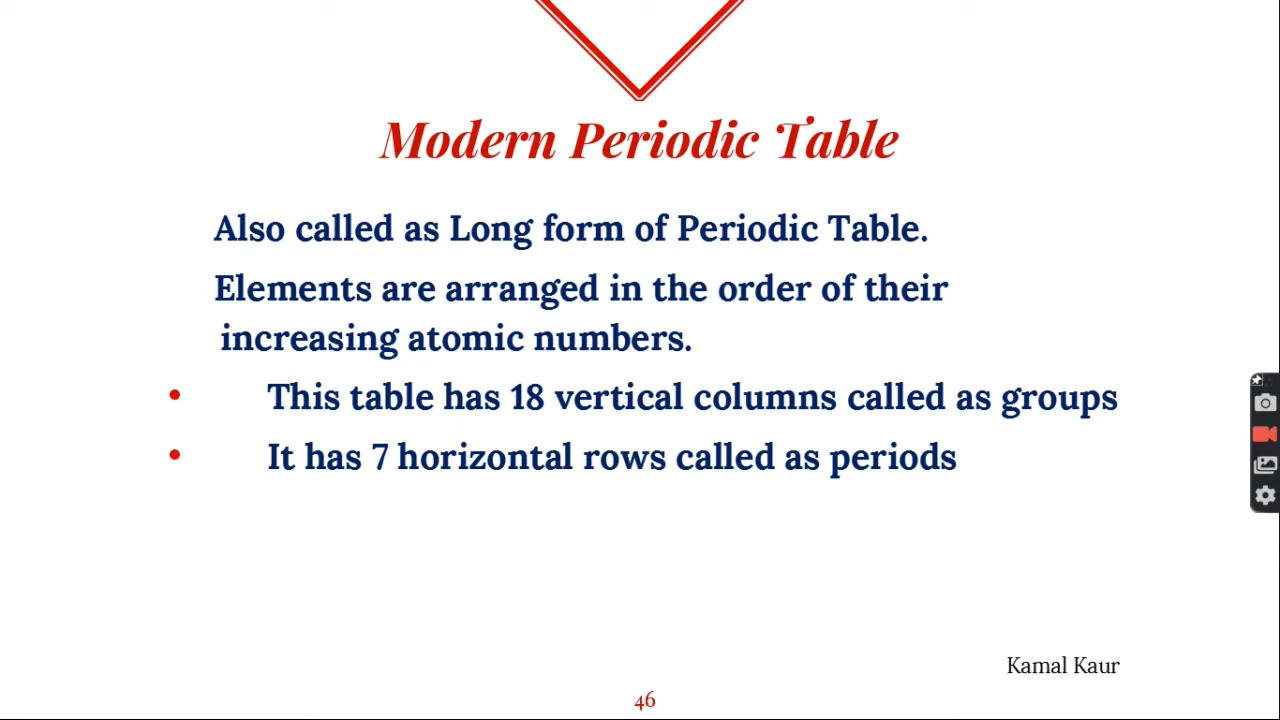 Modern Periodic Table
Also called as Long form of Periodic Table.
Elements are arranged in the order of their
increasing atomic numbers.
• This table has 18 vertical columns called as groups
• It has 7 horizontal rows called as periods
Kamal Kaur
46